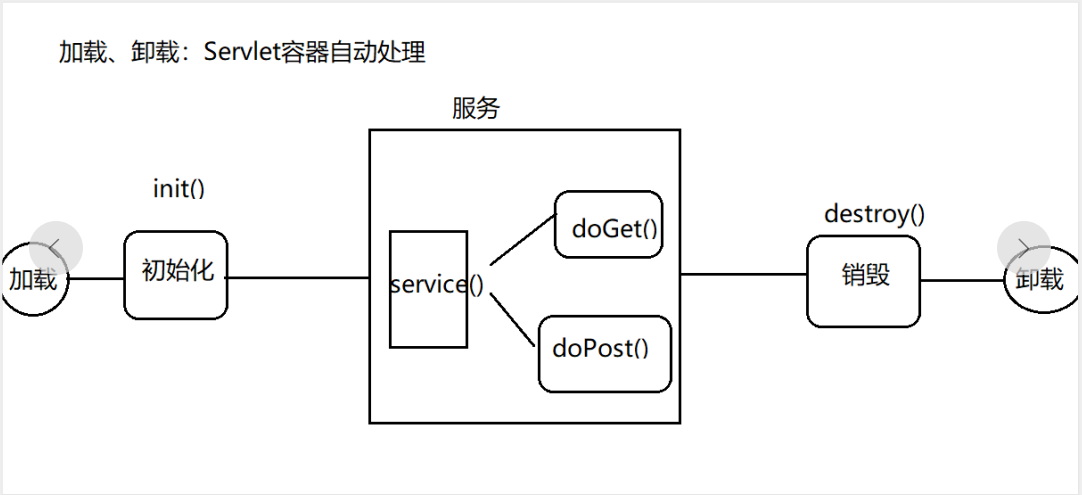 加载、卸载：Servlet容器自动处理
服务
init()
destroy()
doGet()
加载
初始化
service()
销毁
卸载
doPost()